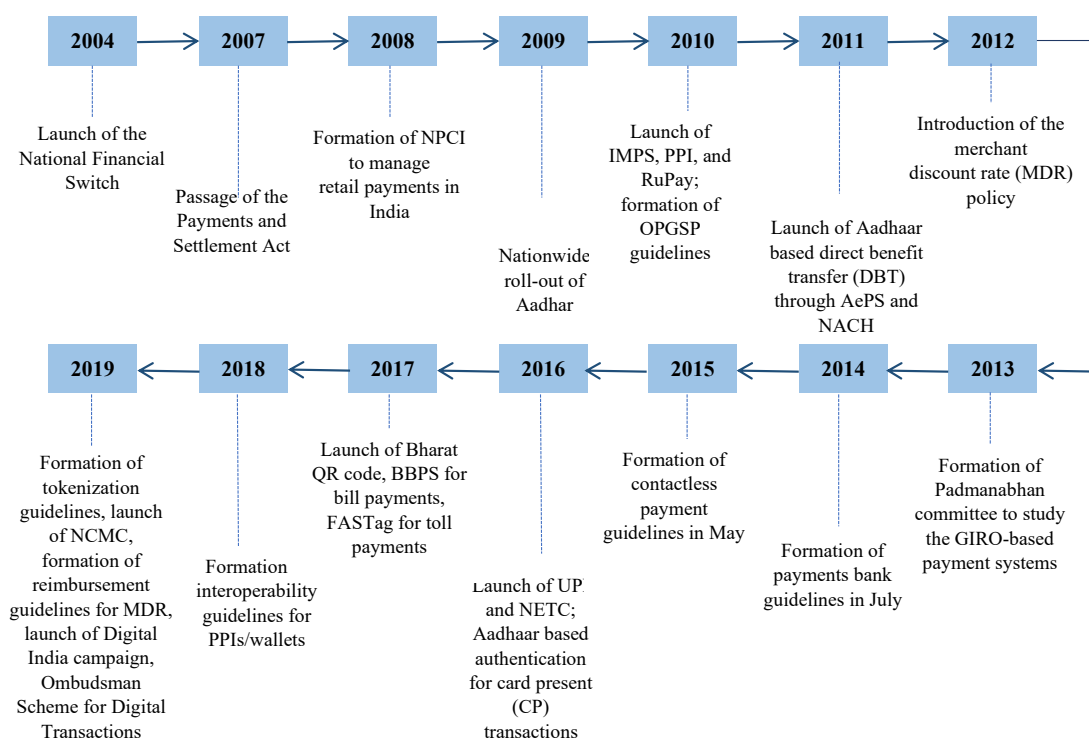 2004
2007
2008
2009
2010
2011
2012
Launch of the
National Financial
Switch
Passage of the
Payments and
Settlement Act
Formation of NPCI
to manage
retail payments in
India
Nationwide
roll-out of
Aadhar
Launch of
IMPS, PPI, and
RuPay;
formation of
OPGSP
guidelines
Launch of Aadhaar
based direct benefit
transfer (DBT)
through AePS and
NACH
Introduction of the
merchant
discount rate (MDR)
policy
2019
2018
2017
2016
2015
2014
2013
Formation of
tokenization
guidelines, launch
of NCMC,
formation of
reimbursement
guidelines for MDR,
launch of Digital
India campaign,
Ombudsman
Scheme for Digital
Transactions
Formation
interoperability
guidelines for
PPIs/wallets
Launch of Bharat
QR code, BBPS for
bill payments,
FASTag for toll
payments
Launch of UP
and NETC;
Aadhaar based
authentication
for card present
(CP)
transactions
Formation of
contactless
payment
guidelines in May
Formation of
payments bank
guidelines in July
Formation of
Padmanabhan
committee to study
the GIRO-based
payment systems